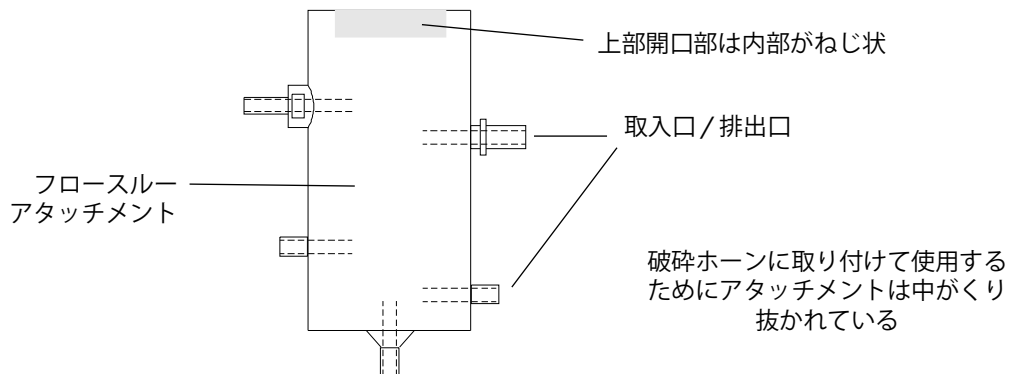 上部開口部は内部がねじ状
取入口/排出口
フロースルー
アタッチメント
破砕ホーンに取り付けて使用する
ためにアタッチメントは中がくり
抜かれている